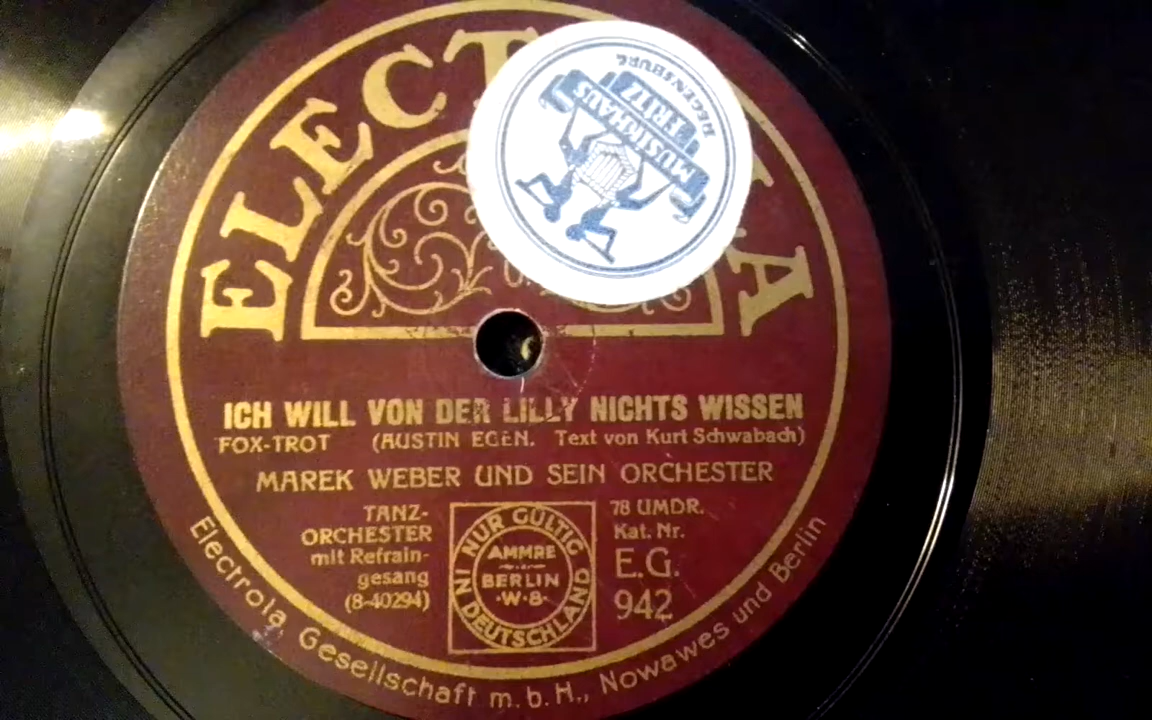 MUSIKHAUS
FRITZ
REGENSBURG
ICH WILL VON DER LILLY NICHTS WISSEN
FOX-TROT (AUSTIN EGEN. Text von Kurt Schwabach)
MAREK WEBER UND SEIN ORCHESTER
TANZ-
ORCHESTER
mit Refrain-
gesang
(8-40294)
NUR GÜLTIG
AMMRE
BERLIN
·W·8·
IN DEUTSCHLAND
78 UMDR.
Kat. Nr.
E.G.
942
Electrola Gesellschaft m.b.H., Nowawes und Berlin